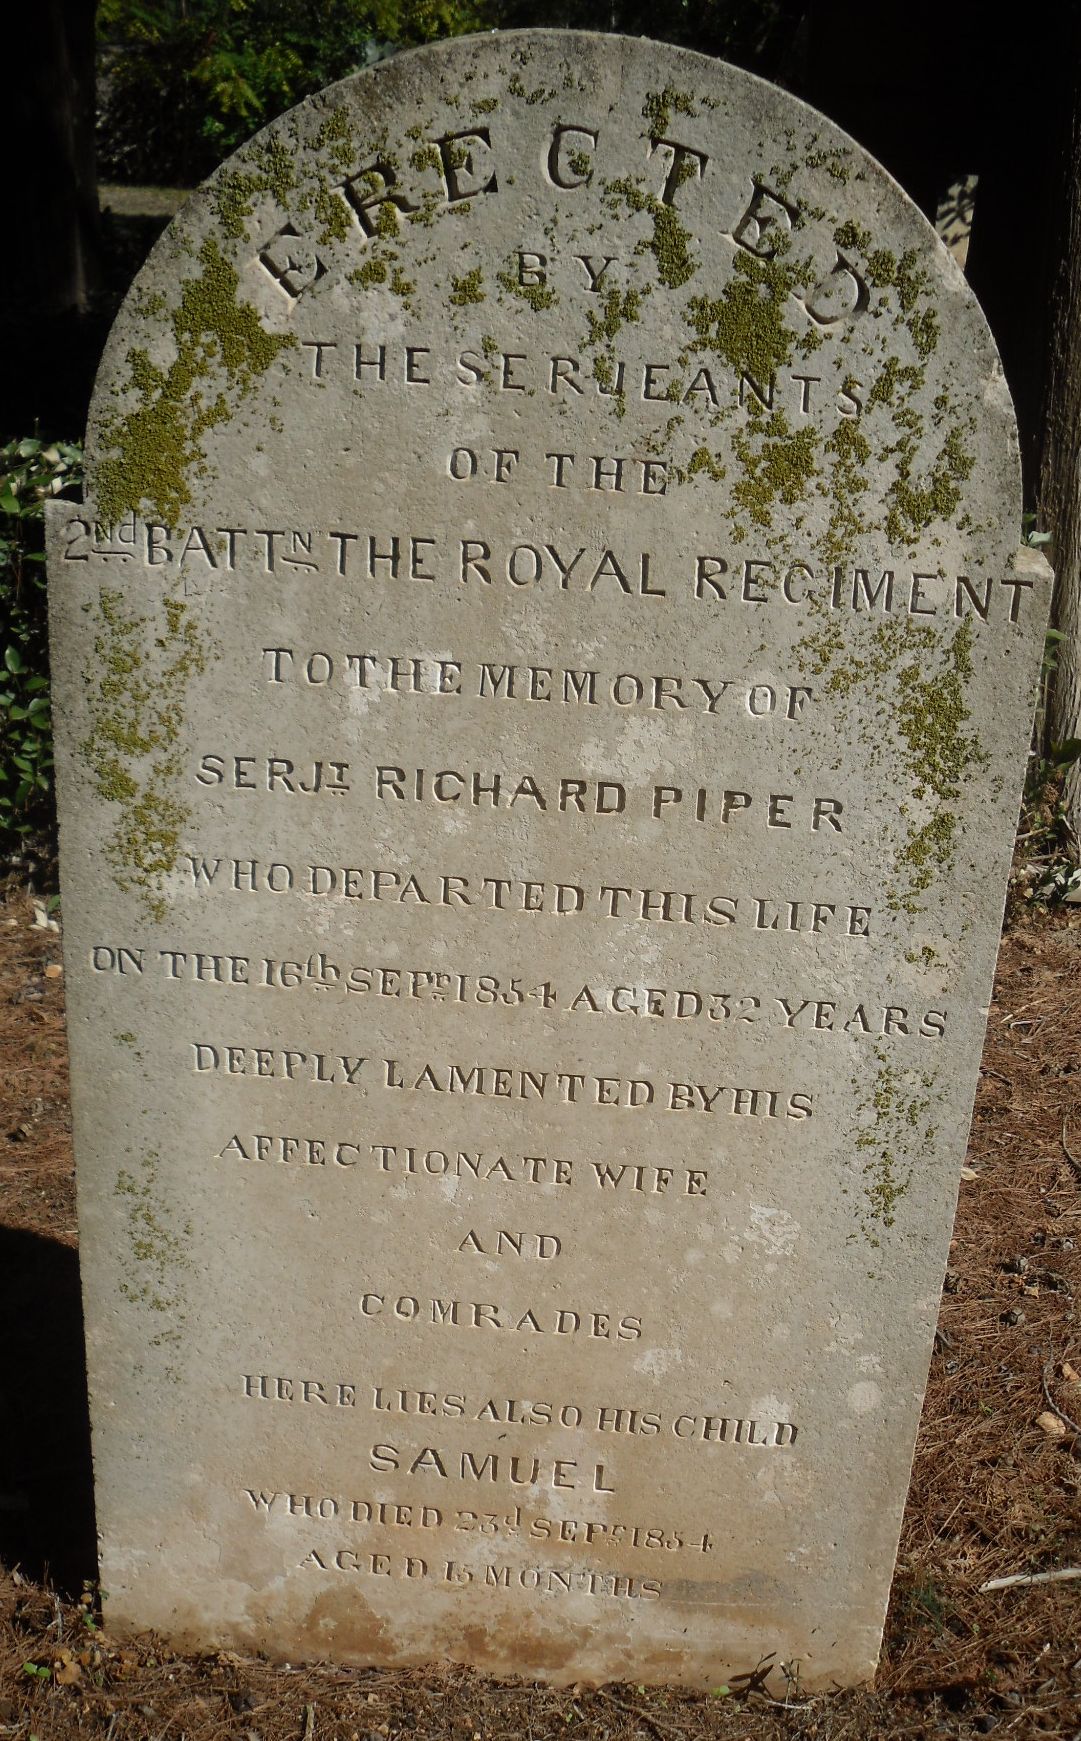 ERECTED
BY
THE SERJEANTS
OF THE
2nd BATTN THE ROYAL REGIMENT
TO THE MEMORY OF
SERJT RICHARD PIPER
WHO DEPARTED THIS LIFE
ON THE 16th SEPr 1854 AGED 32 YEARS
DEEPLY LAMENTED BY HIS
AFFECTIONATE WIFE
AND
COMRADES
HERE LIES ALSO HIS CHILD
SAMUEL
WHO DIED 23d SEPr 1854
AGED 15 MONTHS